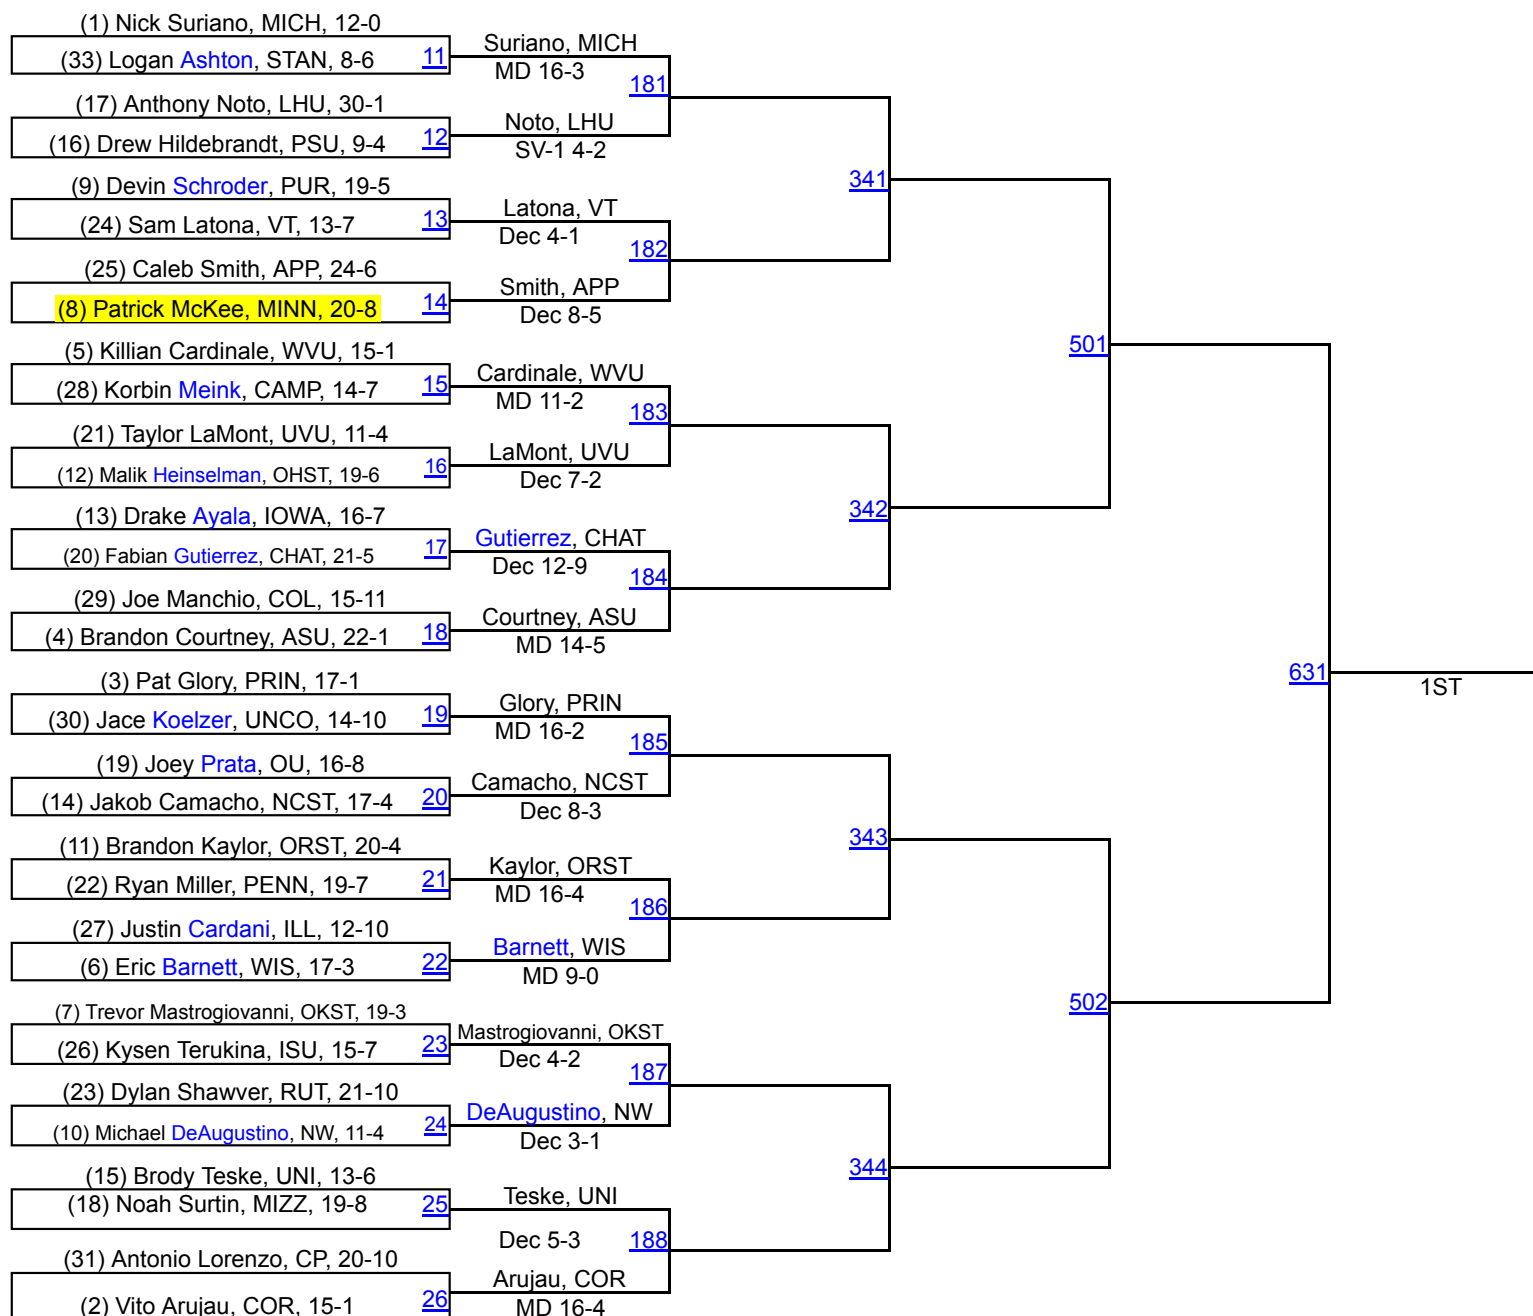 (1) Nick Suriano, MICH, 12-0
(33) Logan Ashton, STAN, 8-6
11
Suriano, MICH
MD 16-3
181
(17) Anthony Noto, LHU, 30-1
(16) Drew Hildebrandt, PSU, 9-4
12
Noto, LHU
SV-1 4-2
341
(9) Devin Schroder, PUR, 19-5
(24) Sam Latona, VT, 13-7
13
Latona, VT
Dec 4-1
182
(25) Caleb Smith, APP, 24-6
(8) Patrick McKee, MINN, 20-8
14
Smith, APP
Dec 8-5
501
(5) Killian Cardinale, WVU, 15-1
(28) Korbin Meink, CAMP, 14-7
15
Cardinale, WVU
MD 11-2
183
(21) Taylor LaMont, UVU, 11-4
(12) Malik Heinselman, OHST, 19-6
16
LaMont, UVU
Dec 7-2
342
(13) Drake Ayala, IOWA, 16-7
(20) Fabian Gutierrez, CHAT, 21-5
17
Gutierrez, CHAT
Dec 12-9
184
(29) Joe Manchio, COL, 15-11
(4) Brandon Courtney, ASU, 22-1
18
Courtney, ASU
MD 14-5
631
1ST
(3) Pat Glory, PRIN, 17-1
(30) Jace Koelzer, UNCO, 14-10
19
Glory, PRIN
MD 16-2
185
(19) Joey Prata, OU, 16-8
(14) Jakob Camacho, NCST, 17-4
20
Camacho, NCST
Dec 8-3
343
(11) Brandon Kaylor, ORST, 20-4
(22) Ryan Miller, PENN, 19-7
21
Kaylor, ORST
MD 16-4
186
(27) Justin Cardani, ILL, 12-10
(6) Eric Barnett, WIS, 17-3
22
Barnett, WIS
MD 9-0
502
(7) Trevor Mastrogiovanni, OKST, 19-3
(26) Kysen Terukina, ISU, 15-7
23
Mastrogiovanni, OKST
Dec 4-2
187
(23) Dylan Shawver, RUT, 21-10
(10) Michael DeAugustino, NW, 11-4
24
DeAugustino, NW
Dec 3-1
344
(15) Brody Teske, UNI, 13-6
(18) Noah Surtin, MIZZ, 19-8
25
Teske, UNI
Dec 5-3
188
(31) Antonio Lorenzo, CP, 20-10
(2) Vito Arujau, COR, 15-1
26
Arujau, COR
MD 16-4